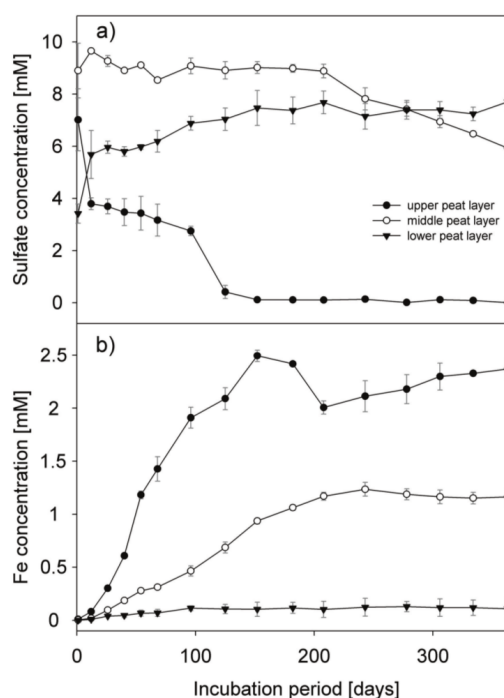 a)
Sulfate concentration [mM]
10
8
6
4
2
0
upper peat layer
middle peat layer
lower peat layer
b)
Fe concentration [mM]
2.5
2
1.5
1
0.5
0
0
100
200
300
Incubation period [days]